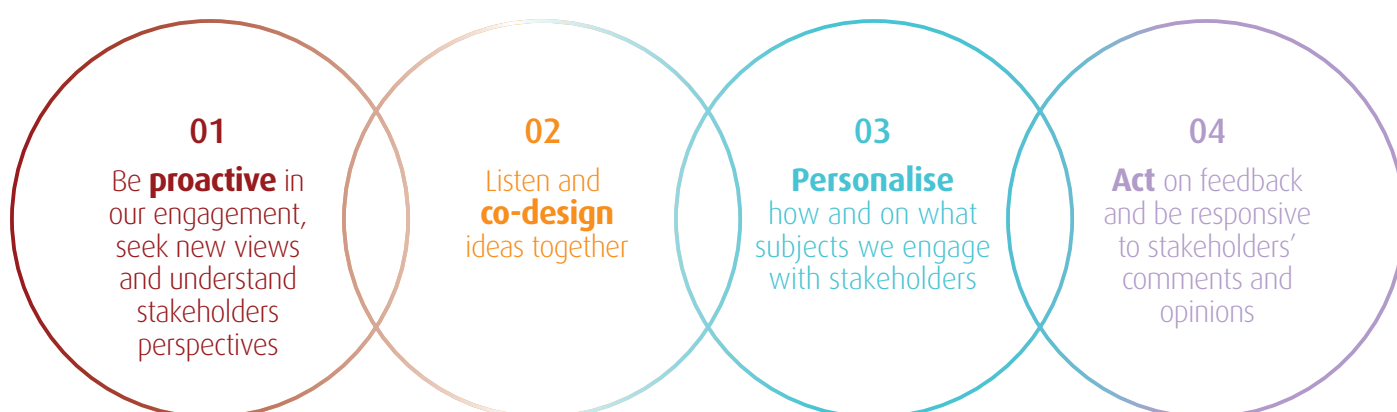 01
Be proactive in
our engagement,
seek new views
and understand
stakeholders
perspectives
02
Listen and
co-design
ideas together
03
Personalise
how and on what
subjects we engage
with stakeholders
04
Act on feedback
and be responsive
to stakeholders’
comments and
opinions